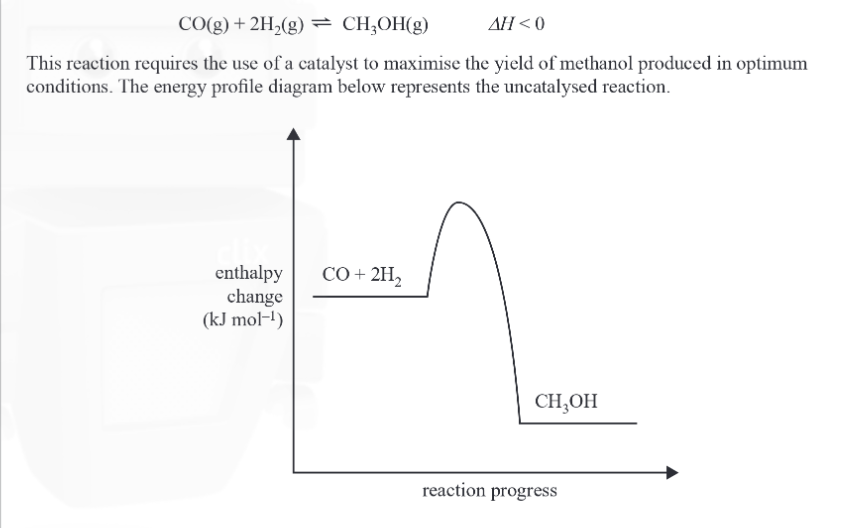 CO(g) + 2H₂(g) ⇌ CH₃OH(g) ΔH < 0
This reaction requires the use of a catalyst to maximise the yield of methanol produced in optimum
conditions. The energy profile diagram below represents the uncatalysed reaction.
enthalpy
change
(kJ mol⁻¹)
CO + 2H₂
CH₃OH
reaction progress